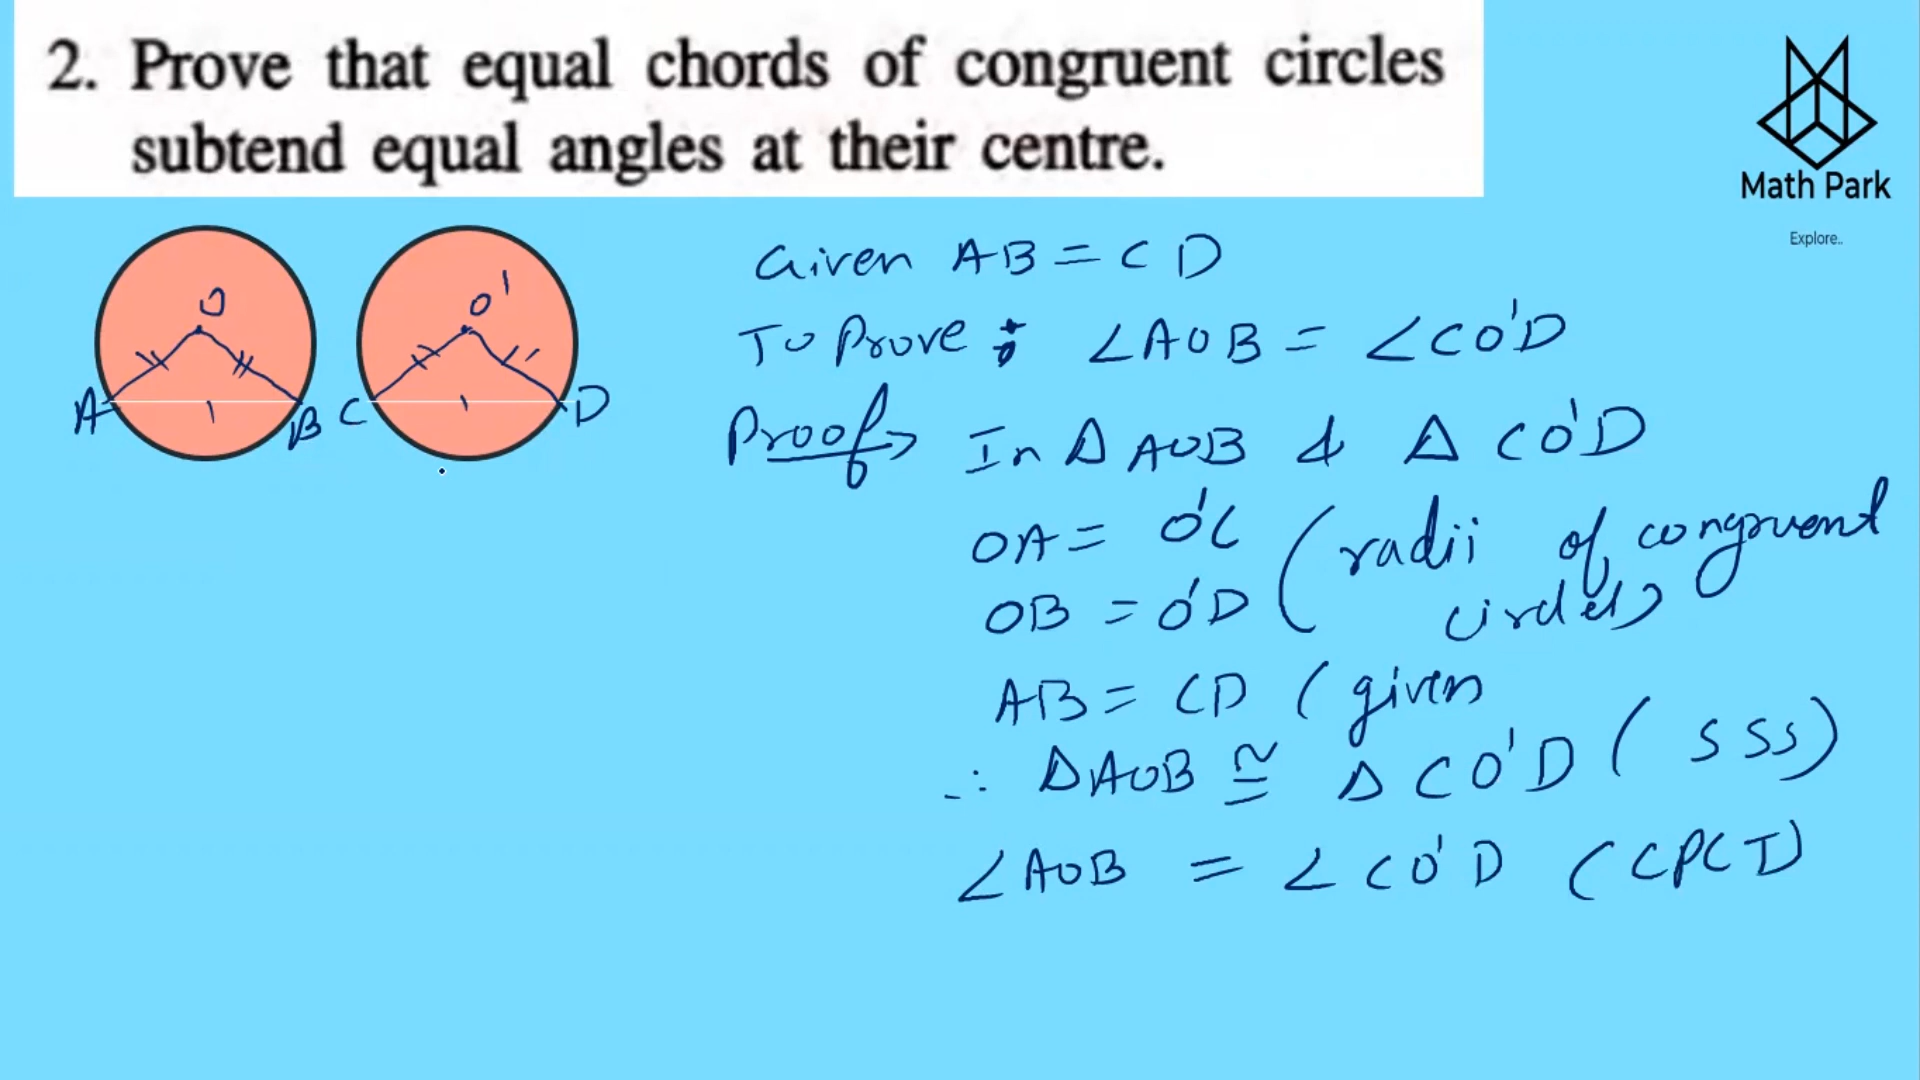 2. Prove that equal chords of congruent circles
subtend equal angles at their centre.
Math Park
Explore..
O
O'
A
B
C
D
Given AB = CD
To Prove : ∠AOB = ∠CO'D
Proof In Δ AOB & Δ CO'D
OA = O'C (radii of congruent
OB = O'D circles)
AB = CD (given
∴ ΔAOB ≅ Δ CO'D (SSS)
∠AOB = ∠CO'D (CPCT)